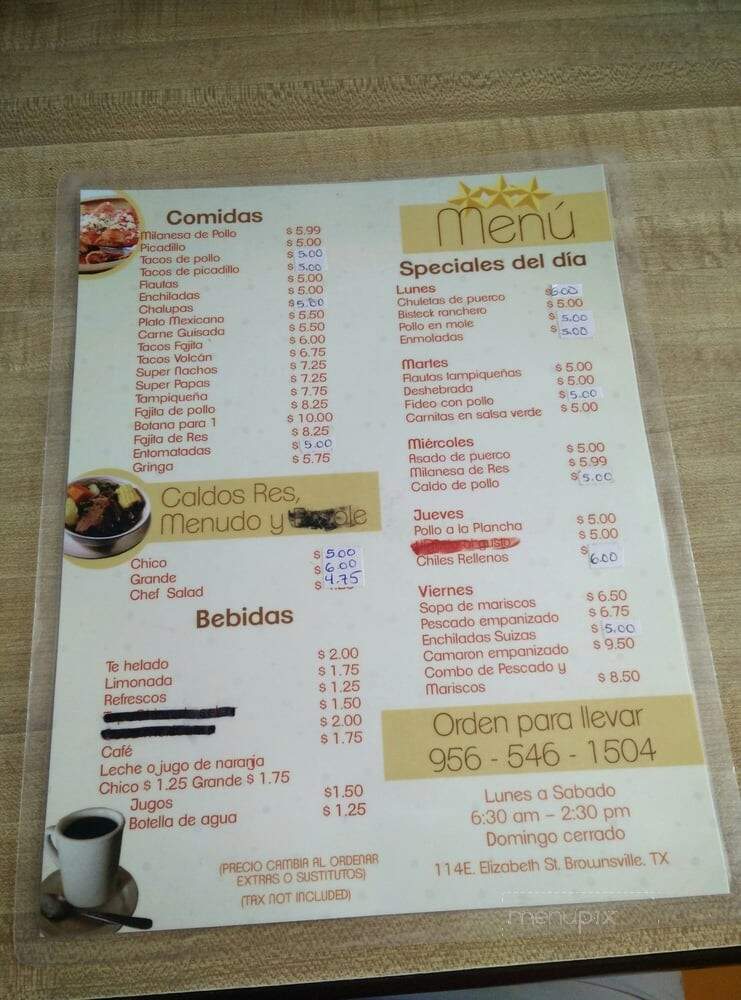 Comidas
Milanesa de Pollo $ 5.99
Picadillo $ 5.00
Tacos de pollo $ 5.00
Tacos de picadillo $ 5.00
Flautas $ 5.00
Enchiladas $ 5.00
Chalupas $ 5.00
Plato Mexicano $ 5.50
Carne Guisada $ 5.50
Tacos Fajita $ 6.00
Tacos Volcán $ 6.75
Super Nachos $ 7.25
Super Papas $ 7.25
Tampiqueña $ 7.75
Fajita de pollo $ 8.25
Botana para 1 $ 10.00
Fajita de Res $ 8.25
Entomatadas $ 5.00
Gringa $ 5.75
Caldos Res,
Menudo y
Chico $ 5.00
Grande $ 6.00
Chef Salad $ 4.75
Bebidas
Te helado $ 2.00
Limonada $ 1.75
Refrescos $ 1.25
$ 1.50
$ 2.00
Café $ 1.75
Leche o jugo de naranja
Chico $ 1.25 Grande $ 1.75
Jugos $1.50
Botella de agua $ 1.25
(PRECIO CAMBIA AL ORDENAR
EXTRAS O SUSTITUTOS)
(TAX NOT INCLUDED)
Menú
Speciales del día
Lunes
Chuletas de puerco $6.00
Bisteck ranchero $ 5.00
Pollo en mole $ 5.00
Enmoladas $ 5.00
Martes
Flautas tampiqueñas $ 5.00
Deshebrada $ 5.00
Fideo con pollo $ 5.00
Carnitas en salsa verde $ 5.00
Miércoles
Asado de puerco $ 5.00
Milanesa de Res $ 5.99
Caldo de pollo $ 5.00
Jueves
Pollo a la Plancha $ 5.00
$ 5.00
Chiles Rellenos $ 6.00
Viernes
Sopa de mariscos $ 6.50
Pescado empanizado $ 6.75
Enchiladas Suizas $ 5.00
Camaron empanizado $ 9.50
Combo de Pescado y
Mariscos $ 8.50
Orden para llevar
956 - 546 - 1504
Lunes a Sabado
6:30 am - 2:30 pm
Domingo cerrado
114E. Elizabeth St. Brownsville, TX
menupix